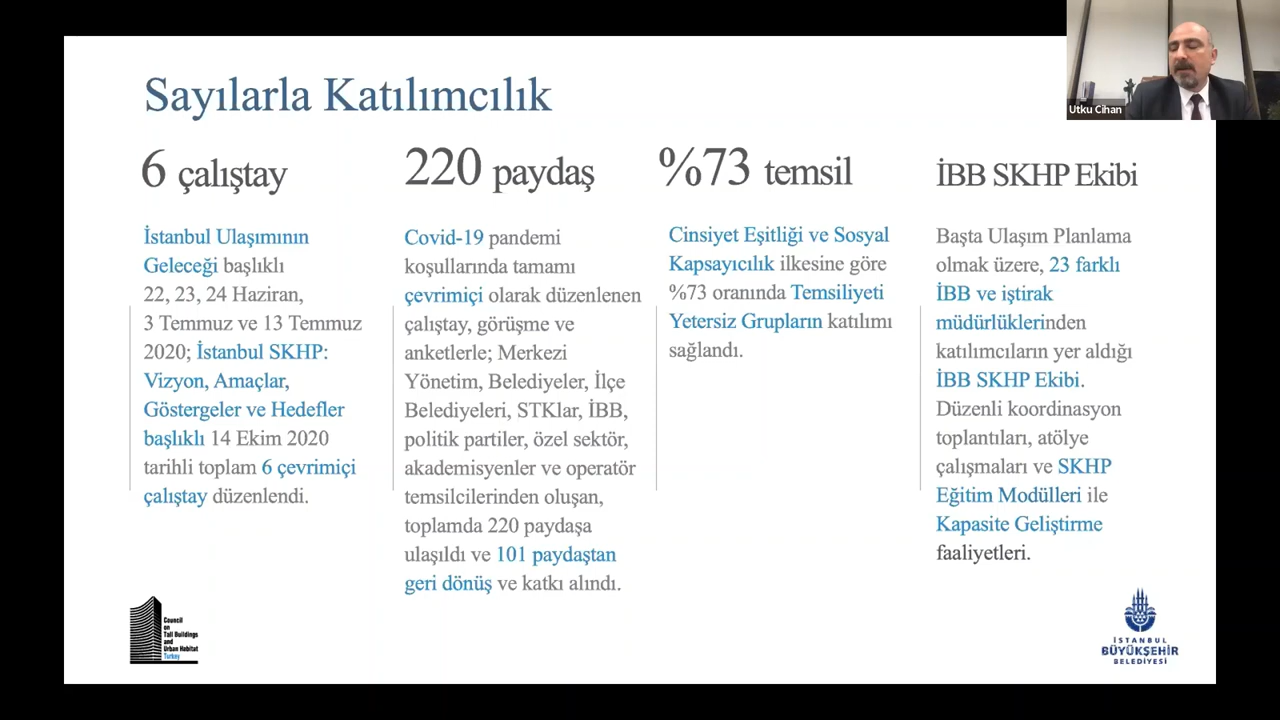 Sayılarla Katılımcılık
Utku Cihan
6 çalıştay
İstanbul Ulaşımının
Geleceği başlıklı
22, 23, 24 Haziran,
3 Temmuz ve 13 Temmuz
2020; İstanbul SKHP:
Vizyon, Amaçlar,
Göstergeler ve Hedefler
başlıklı 14 Ekim 2020
tarihli toplam 6 çevrimiçi
çalıştay düzenlendi.
220 paydaş
Covid-19 pandemi
koşullarında tamamı
çevrimiçi olarak düzenlenen
çalıştay, görüşme ve
anketlerle; Merkezi
Yönetim, Belediyeler, İlçe
Belediyeleri, STKlar, İBB,
politik partiler, özel sektör,
akademisyenler ve operatör
temsilcilerinden oluşan,
toplamda 220 paydaşa
ulaşıldı ve 101 paydaştan
geri dönüş ve katkı alındı.
%73 temsil
Cinsiyet Eşitliği ve Sosyal
Kapsayıcılık ilkesine göre
%73 oranında Temsiliyeti
Yetersiz Grupların katılımı
sağlandı.
İBB SKHP Ekibi
Başta Ulaşım Planlama
olmak üzere, 23 farklı
İBB ve iştirak
müdürlüklerinden
katılımcıların yer aldığı
İBB SKHP Ekibi.
Düzenli koordinasyon
toplantıları, atölye
çalışmaları ve SKHP
Eğitim Modülleri ile
Kapasite Geliştirme
faaliyetleri.
Council
on
Tall Buildings
and
Urban Habitat
Turkey
İSTANBUL
BÜYÜKŞEHİR
BELEDİYESİ